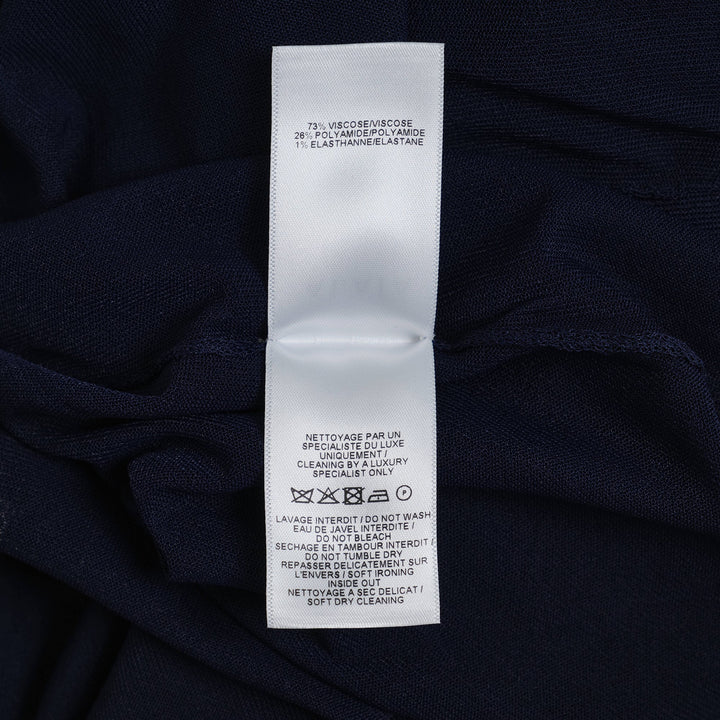 73% VISCOSE/VISCOSE
26% POLYAMIDE/POLYAMIDE
1% ELASTHANNE/ELASTANE
NETTOYAGE PAR UN
SPECIALISTE DU LUXE
UNIQUEMENT /
CLEANING BY A LUXURY
SPECIALIST ONLY
P
LAVAGE INTERDIT / DO NOT WASH
EAU DE JAVEL INTERDITE /
DO NOT BLEACH
SECHAGE EN TAMBOUR INTERDIT /
DO NOT TUMBLE DRY
REPASSER DELICATEMENT SUR
L'ENVERS / SOFT IRONING
INSIDE OUT
NETTOYAGE A SEC DELICAT /
SOFT DRY CLEANING